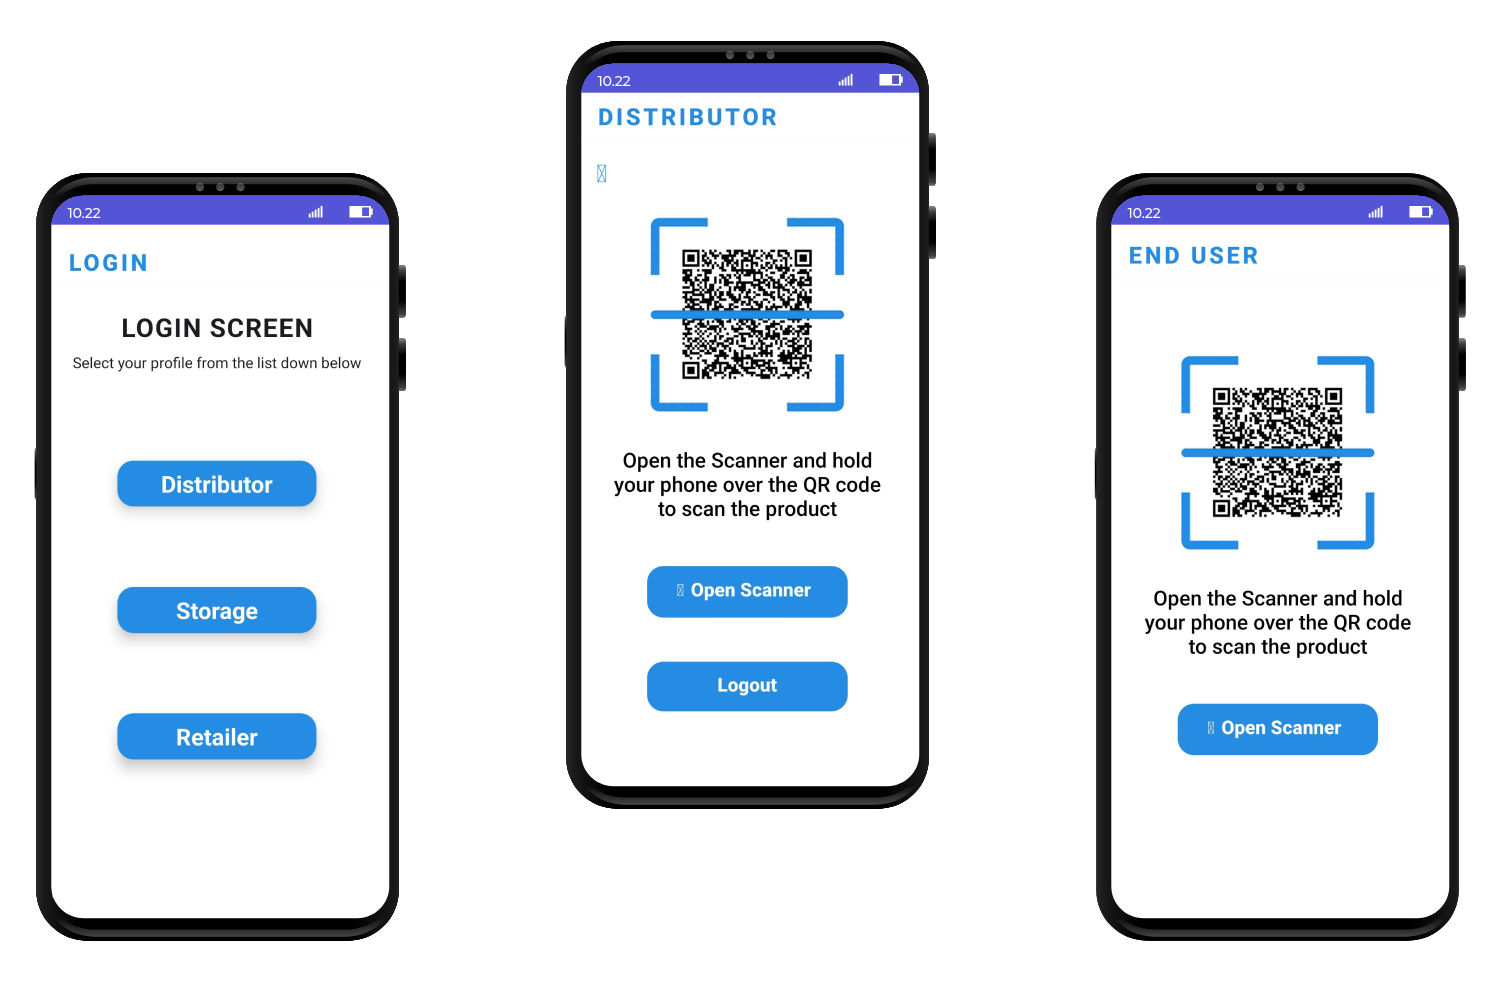 10.22
LOGIN
LOGIN SCREEN
Select your profile from the list down below
Distributor
Storage
Retailer
10.22
DISTRIBUTOR
Open the Scanner and hold
your phone over the QR code
to scan the product
Open Scanner
Logout
10.22
END USER
Open the Scanner and hold
your phone over the QR code
to scan the product
Open Scanner